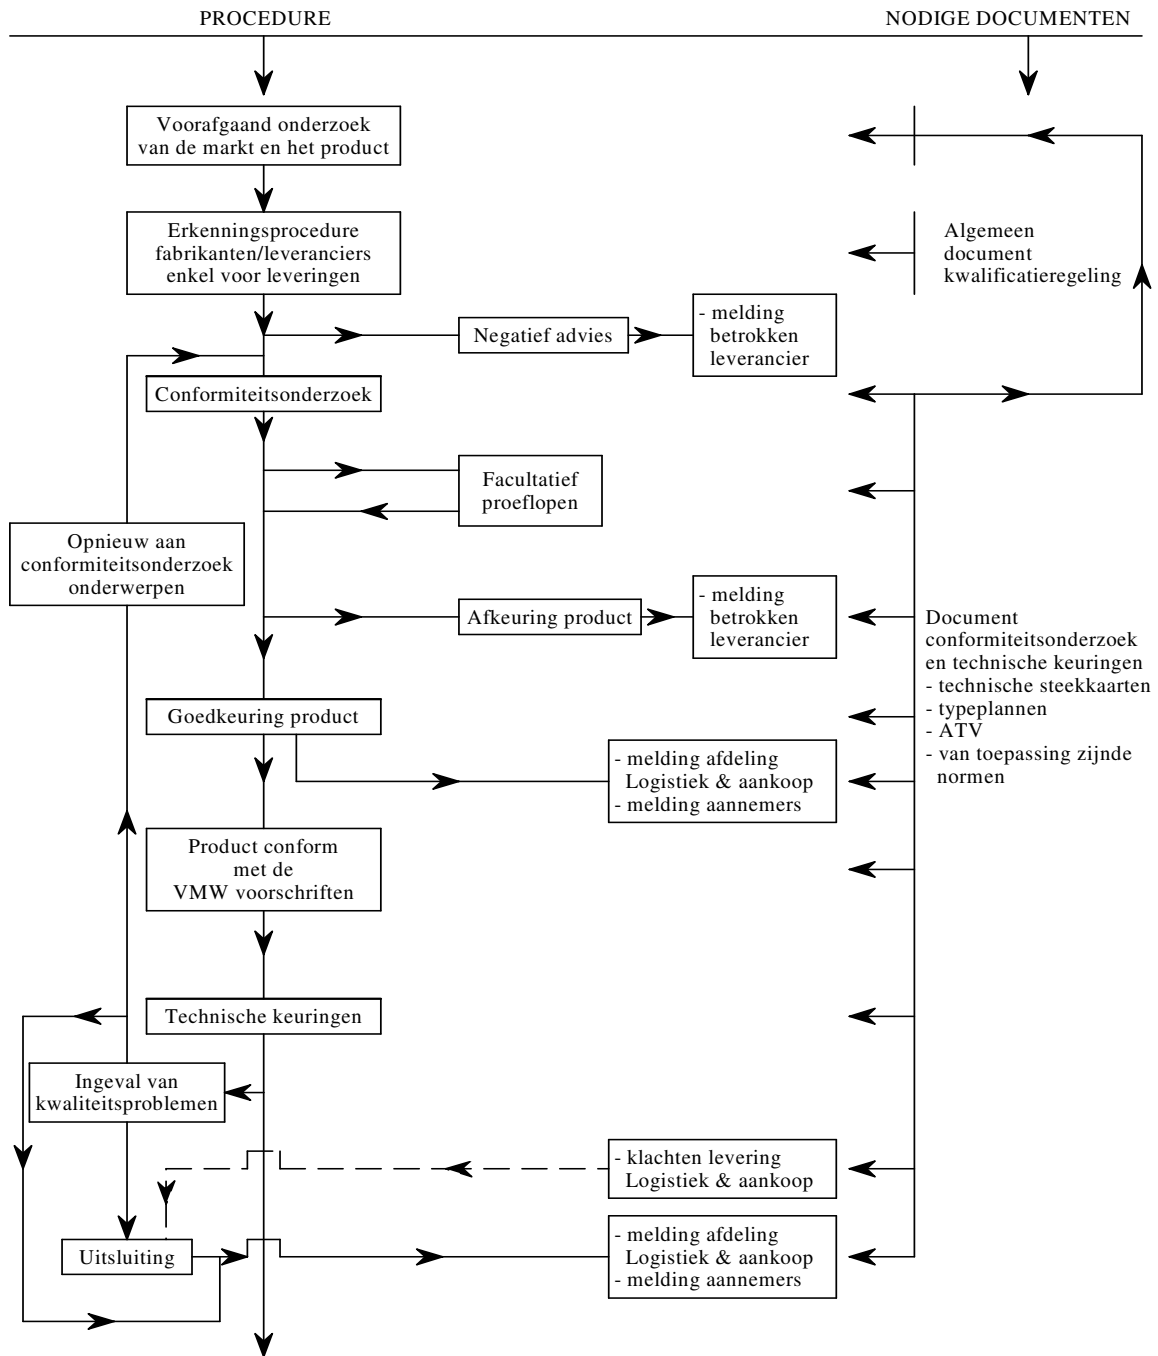 PROCEDURE
NODIGE DOCUMENTEN
Voorafgaand onderzoek
van de markt en het product
Erkenningsprocedure
fabrikanten/leveranciers
enkel voor leveringen
Algemeen
document
kwalificatieregeling
Negatief advies
- melding
betrokken
leverancier
Conformiteitsonderzoek
Facultatief
proeflopen
Opnieuw aan
conformiteitsonderzoek
onderwerpen
Afkeuring product
- melding
betrokken
leverancier
Document
conformiteitsonderzoek
en technische keuringen
- technische steekkaarten
- typeplannen
- ATV
- van toepassing zijnde
normen
Goedkeuring product
- melding afdeling
Logistiek & aankoop
- melding aannemers
Product conform
met de
VMW voorschriften
Technische keuringen
Ingeval van
kwaliteitsproblemen
- klachten levering
Logistiek & aankoop
Uitsluiting
- melding afdeling
Logistiek & aankoop
- melding aannemers